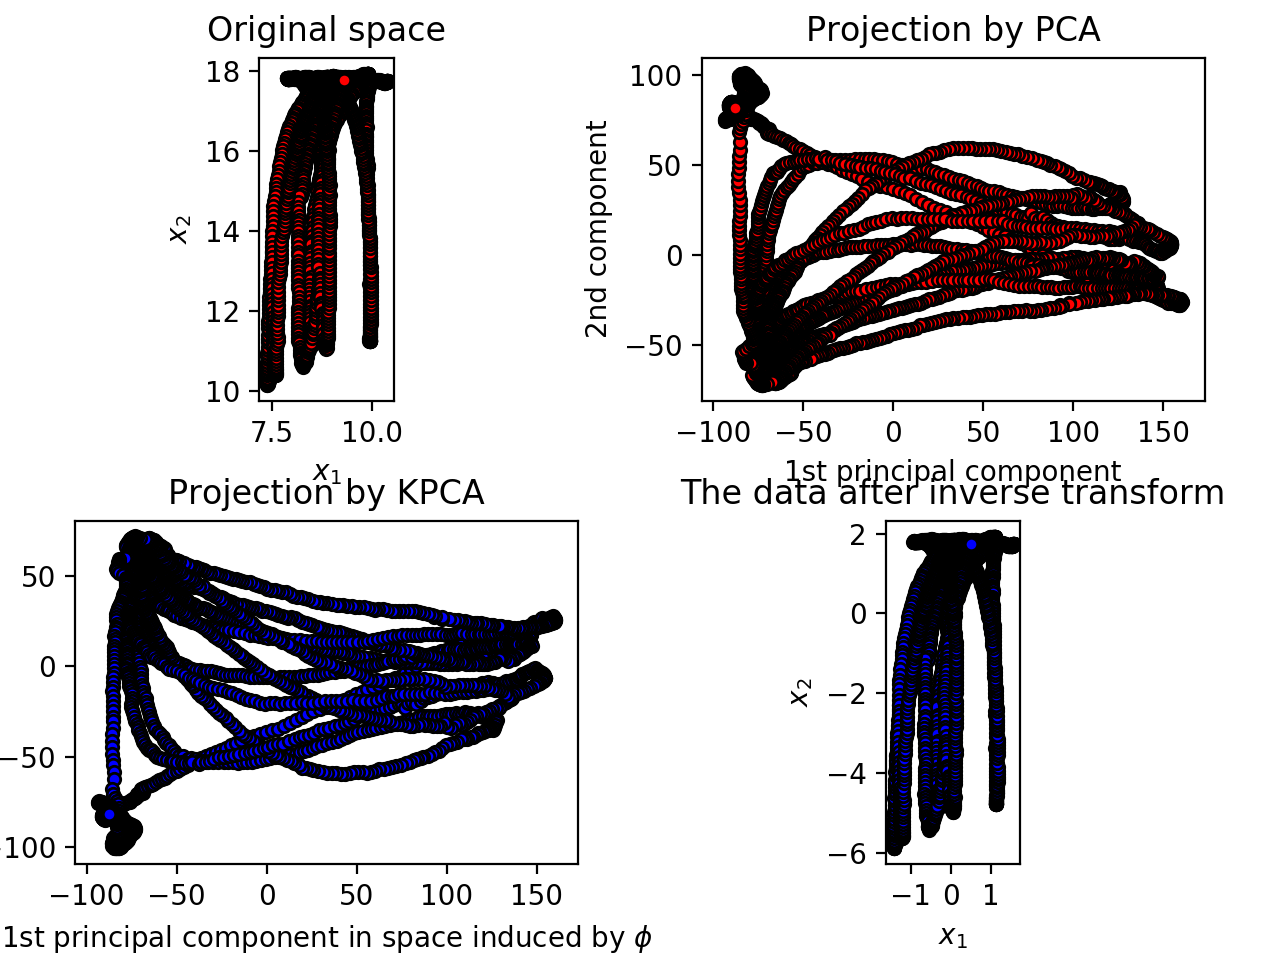 Original space
18
16
14
12
10
x₂
7.5 10.0
x₁
Projection by PCA
100
50
0
−50
2nd component
−100 −50 0 50 100 150
1st principal component
Projection by KPCA
50
0
−50
100
−100 −50 0 50 100 150
1st principal component in space induced by ϕ
The data after inverse transform
2
0
−2
−4
−6
x₂
−1 0 1
x₁